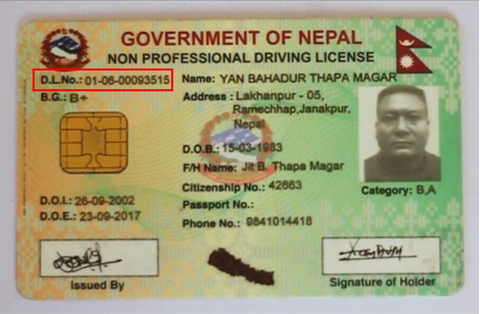 GOVERNMENT OF NEPAL
NON PROFESSIONAL DRIVING LICENSE
D.L.No.: 01-06-00093515
Name: YAN BAHADUR THAPA MAGAR
B.G.: B+
Address : Lakhanpur - 05,
Ramechhap,Janakpur,
Nepal
D.O.B.: 15-03-1983
F/H Name: Jit B. Thapa Magar
Citizenship No.: 42663
Category: B,A
D.O.I.: 26-09-2002
Passport No.:
D.O.E.: 23-09-2017
Phone No.: 9841014418
Issued By
Signature of Holder